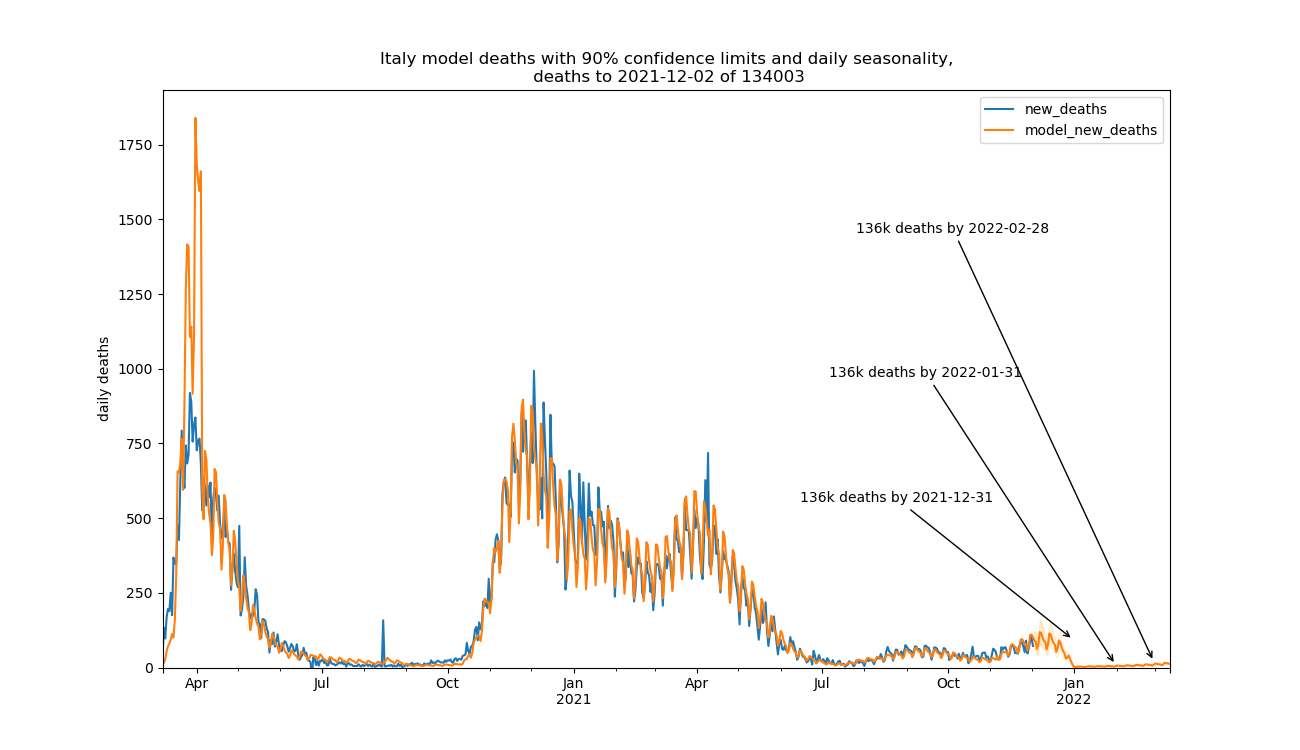 Italy model deaths with 90% confidence limits and daily seasonality,
deaths to 2021-12-02 of 134003
new_deaths
model_new_deaths
1750
1500
1250
1000
750
500
250
0
daily deaths
136k deaths by 2022-02-28
136k deaths by 2022-01-31
136k deaths by 2021-12-31
Apr
Jul
Oct
Jan
2021
Apr
Jul
Oct
Jan
2022